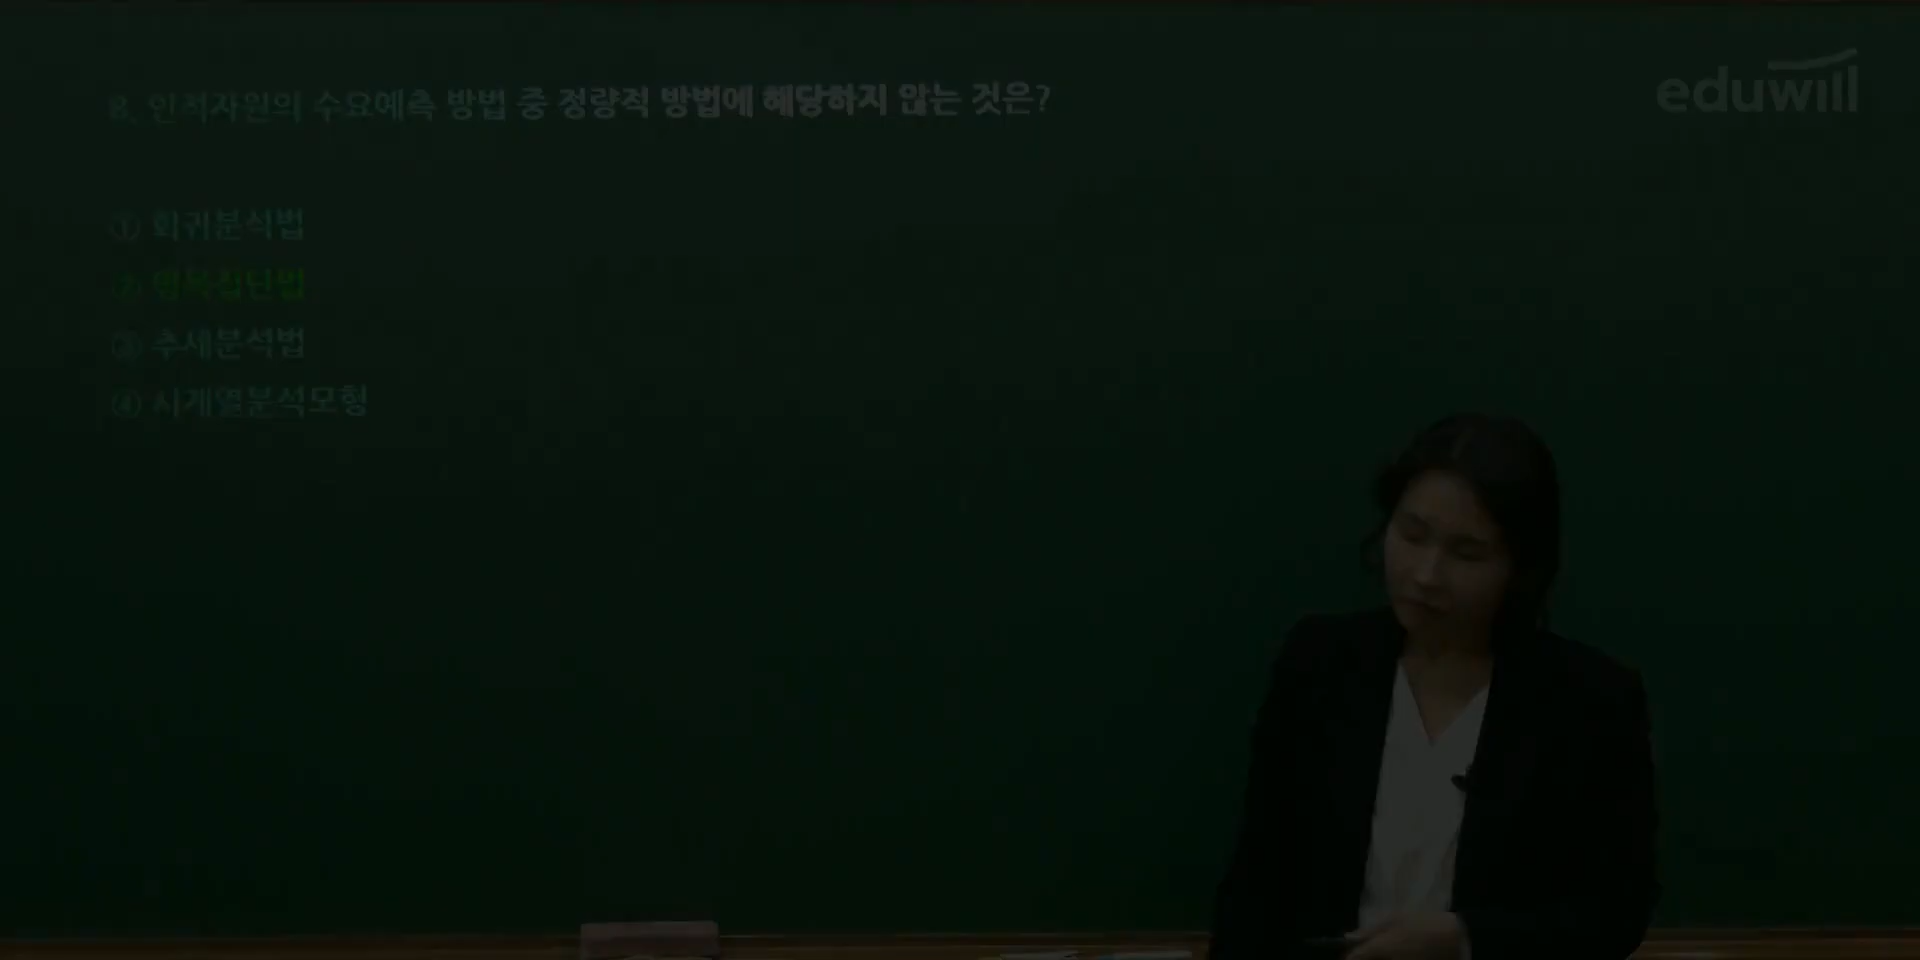 8. 인적자원의 수요예측 방법 중 정량적 방법에 해당하지 않는 것은?
eduwill
① 회귀분석법
② 명목집단법
③ 추세분석법
④ 시계열분석모형